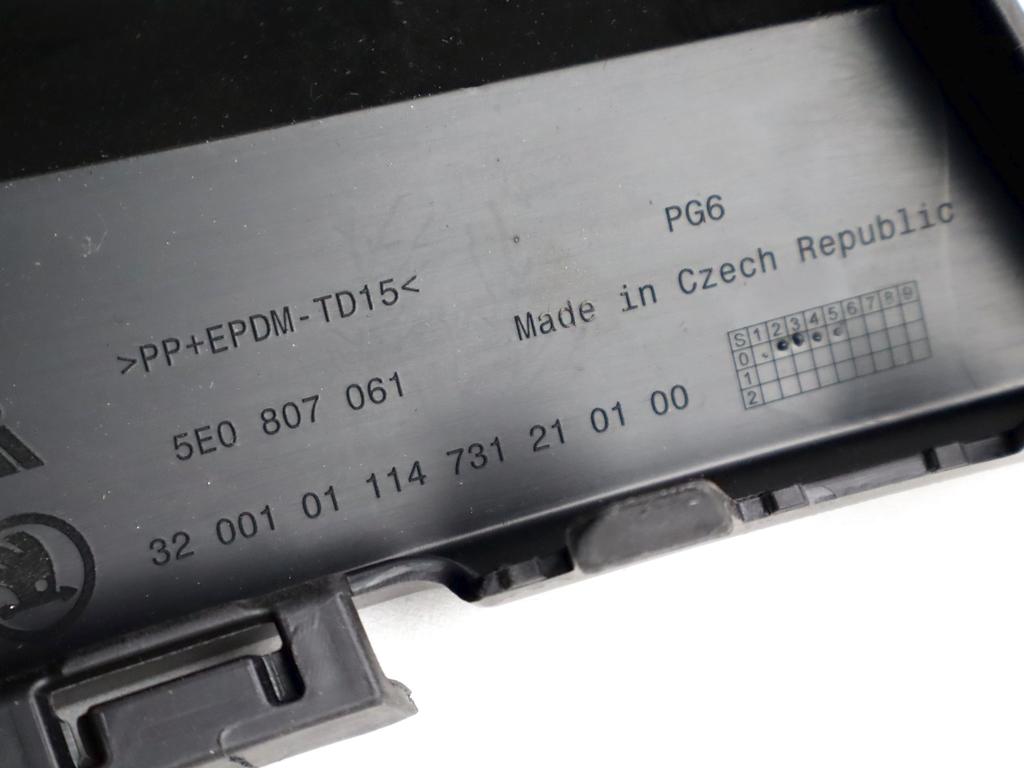 PG6
Made in Czech Republic
>PP+EPDM-TD15<
S 1 2 3 4 5 6 7 8 9
0
1
2
5E0 807 061
32 001 01 114 731 21 01 00